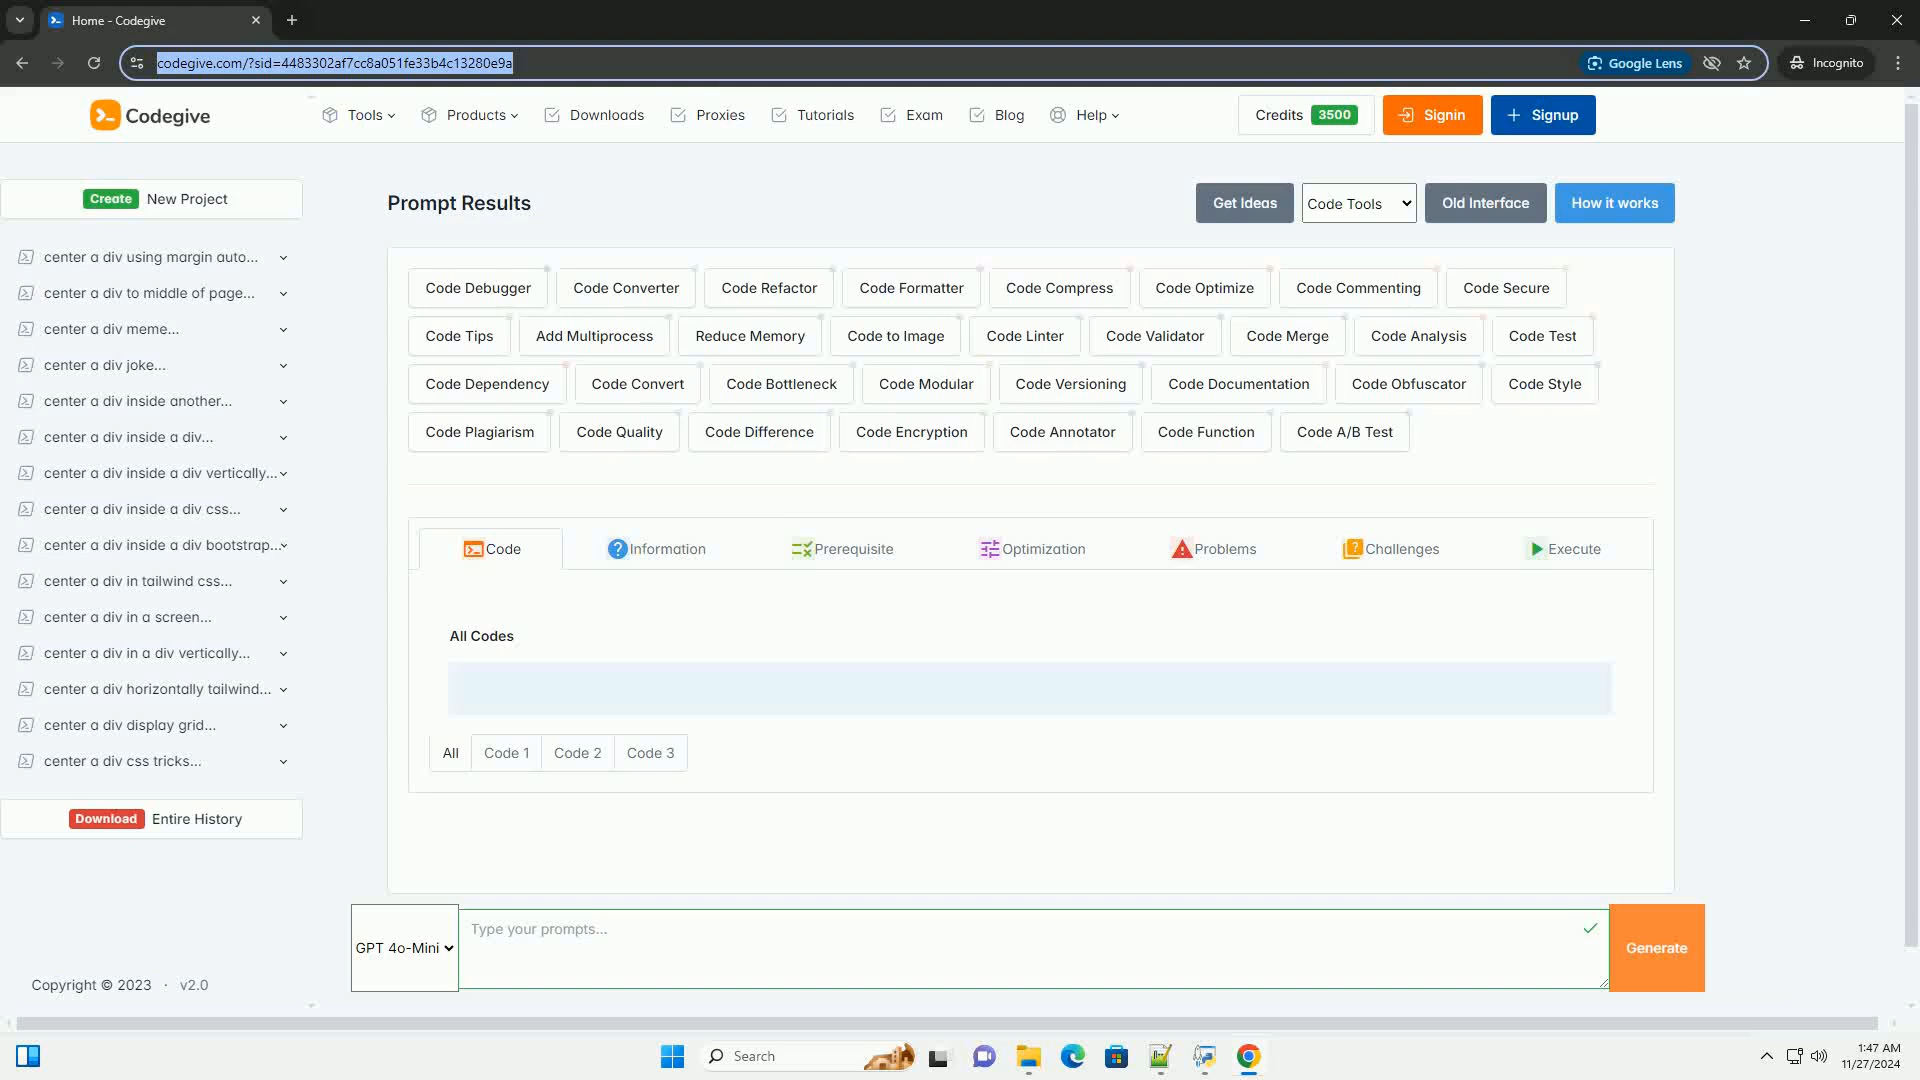 Home - Codegive
codegive.com/?sid=4483302af7cc8a051fe33b4c13280e9a
Google Lens
Incognito
Codegive
Tools
Products
Downloads
Proxies
Tutorials
Exam
Blog
Help
Credits 3500
Signin
Signup
Create New Project
center a div using margin auto...
center a div to middle of page...
center a div meme...
center a div joke...
center a div inside another...
center a div inside a div...
center a div inside a div vertically...
center a div inside a div css...
center a div inside a div bootstrap...
center a div in tailwind css...
center a div in a screen...
center a div in a div vertically...
center a div horizontally tailwind...
center a div display grid...
center a div css tricks...
Download Entire History
Copyright © 2023 · v2.0
Prompt Results
Get Ideas
Code Tools
Old Interface
How it works
Code Debugger
Code Converter
Code Refactor
Code Formatter
Code Compress
Code Optimize
Code Commenting
Code Secure
Code Tips
Add Multiprocess
Reduce Memory
Code to Image
Code Linter
Code Validator
Code Merge
Code Analysis
Code Test
Code Dependency
Code Convert
Code Bottleneck
Code Modular
Code Versioning
Code Documentation
Code Obfuscator
Code Style
Code Plagiarism
Code Quality
Code Difference
Code Encryption
Code Annotator
Code Function
Code A/B Test
Code
Information
Prerequisite
Optimization
Problems
Challenges
Execute
All Codes
All
Code 1
Code 2
Code 3
GPT 4o-Mini
Type your prompts...
Generate
Search
1:47 AM
11/27/2024